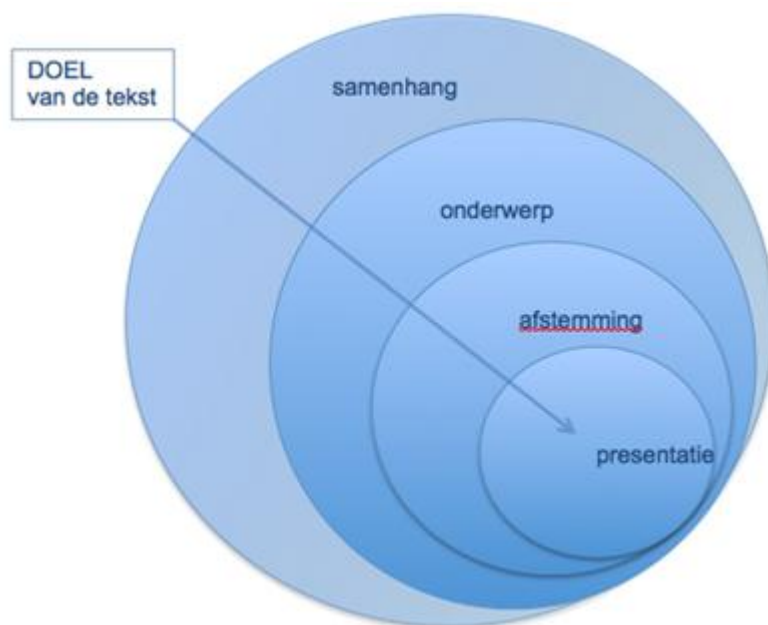 DOEL
van de tekst
samenhang
onderwerp
afstemming
presentatie